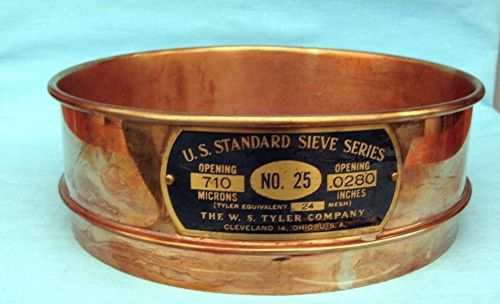 U.S. STANDARD SIEVE SERIES
OPENING OPENING
710 NO. 25 .0280
MICRONS INCHES
(TYLER EQUIVALENT 24 MESH)
THE W. S. TYLER COMPANY
CLEVELAND 14, OHIO, U.S.A.